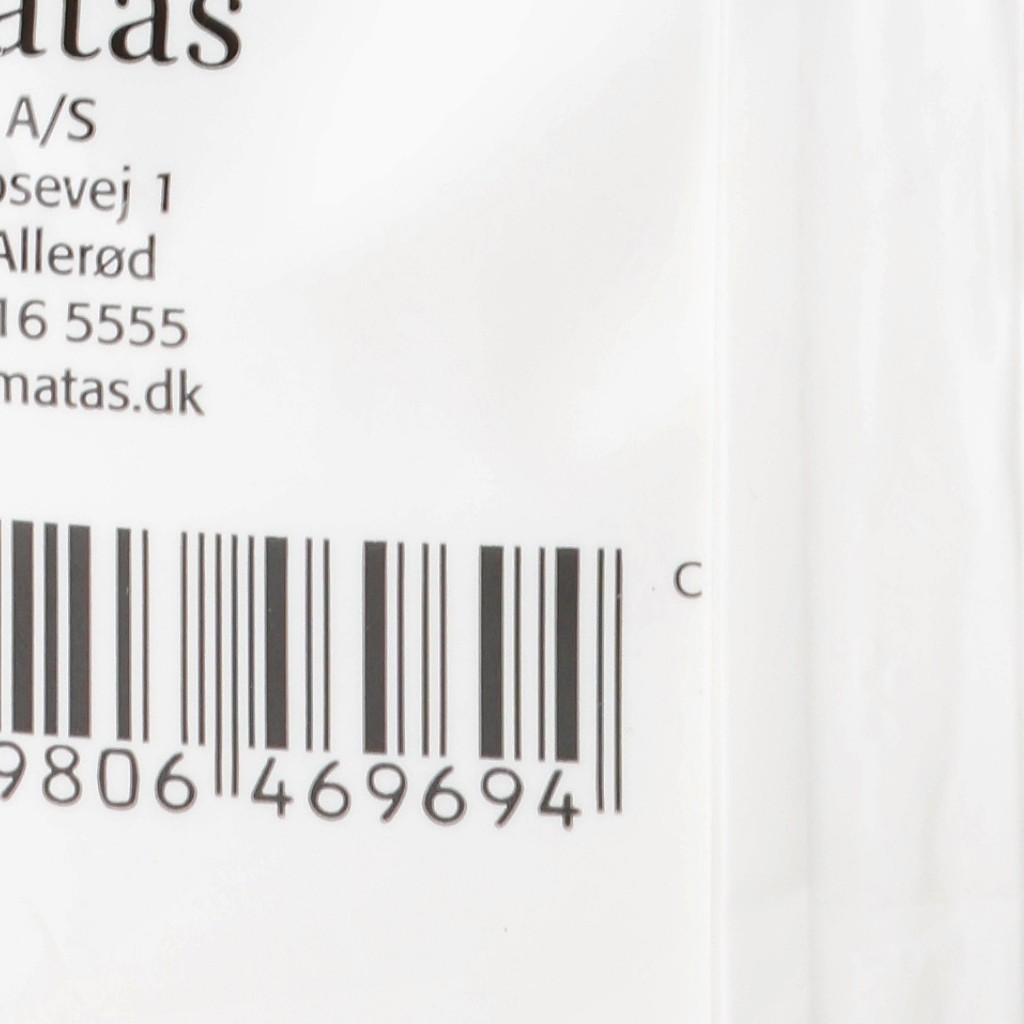 atas
A/S
osevej 1
Allerød
16 5555
matas.dk
C
9806 469694